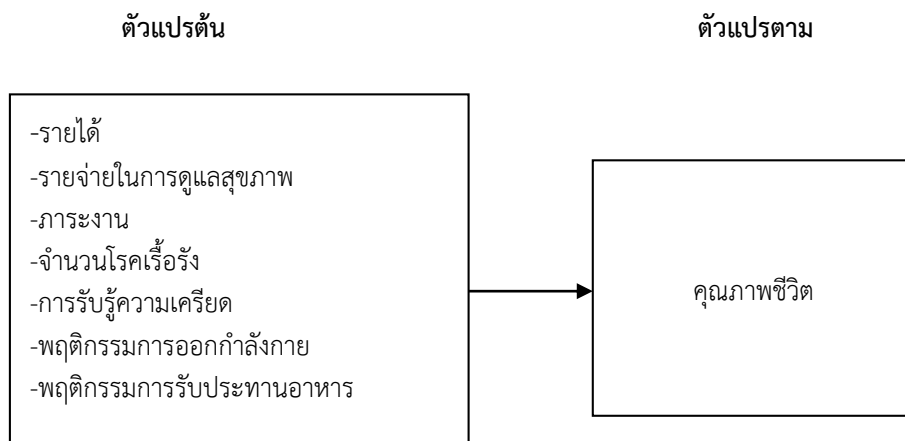 ตัวแปรต้น
ตัวแปรตาม
-รายได้
-รายจ่ายในการดูแลสุขภาพ
-ภาระงาน
-จำนวนโรคเรื้อรัง
-การรับรู้ความเครียด
-พฤติกรรมการออกกำลังกาย
-พฤติกรรมการรับประทานอาหาร
คุณภาพชีวิต